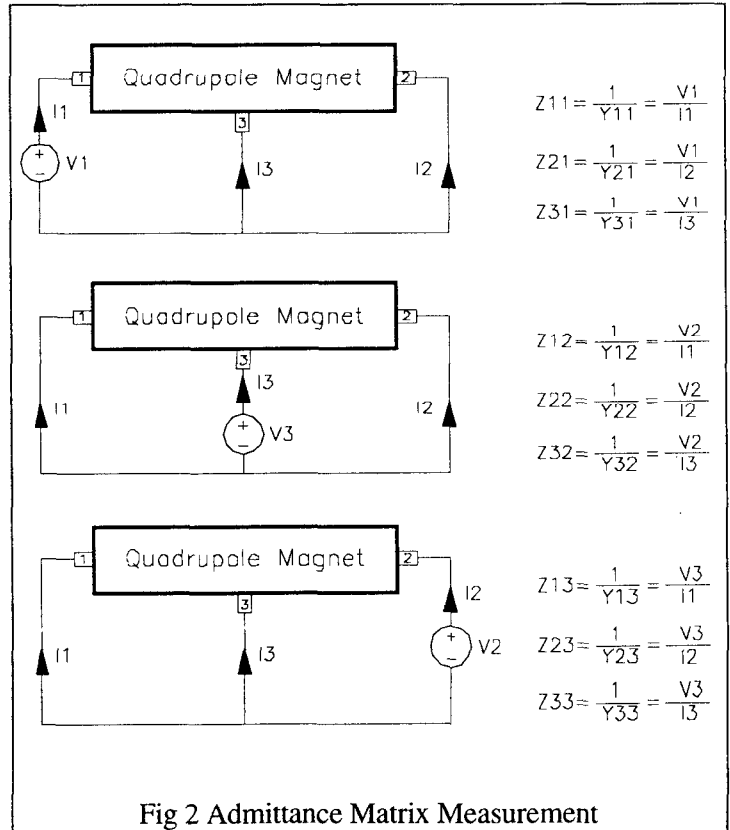 1 Quadrupole Magnet 2
3
I1
V1
I3
I2
Z11 = 1/Y11 = V1/I1
Z21 = 1/Y21 = V1/I2
Z31 = 1/Y31 = V1/I3
1 Quadrupole Magnet 2
3
I3
I1
V3
I2
Z12 = 1/Y12 = V2/I1
Z22 = 1/Y22 = V2/I2
Z32 = 1/Y32 = V2/I3
1 Quadrupole Magnet 2
3
I2
I1
I3
V2
Z13 = 1/Y13 = V3/I1
Z23 = 1/Y23 = V3/I2
Z33 = 1/Y33 = V3/I3
Fig 2 Admittance Matrix Measurement